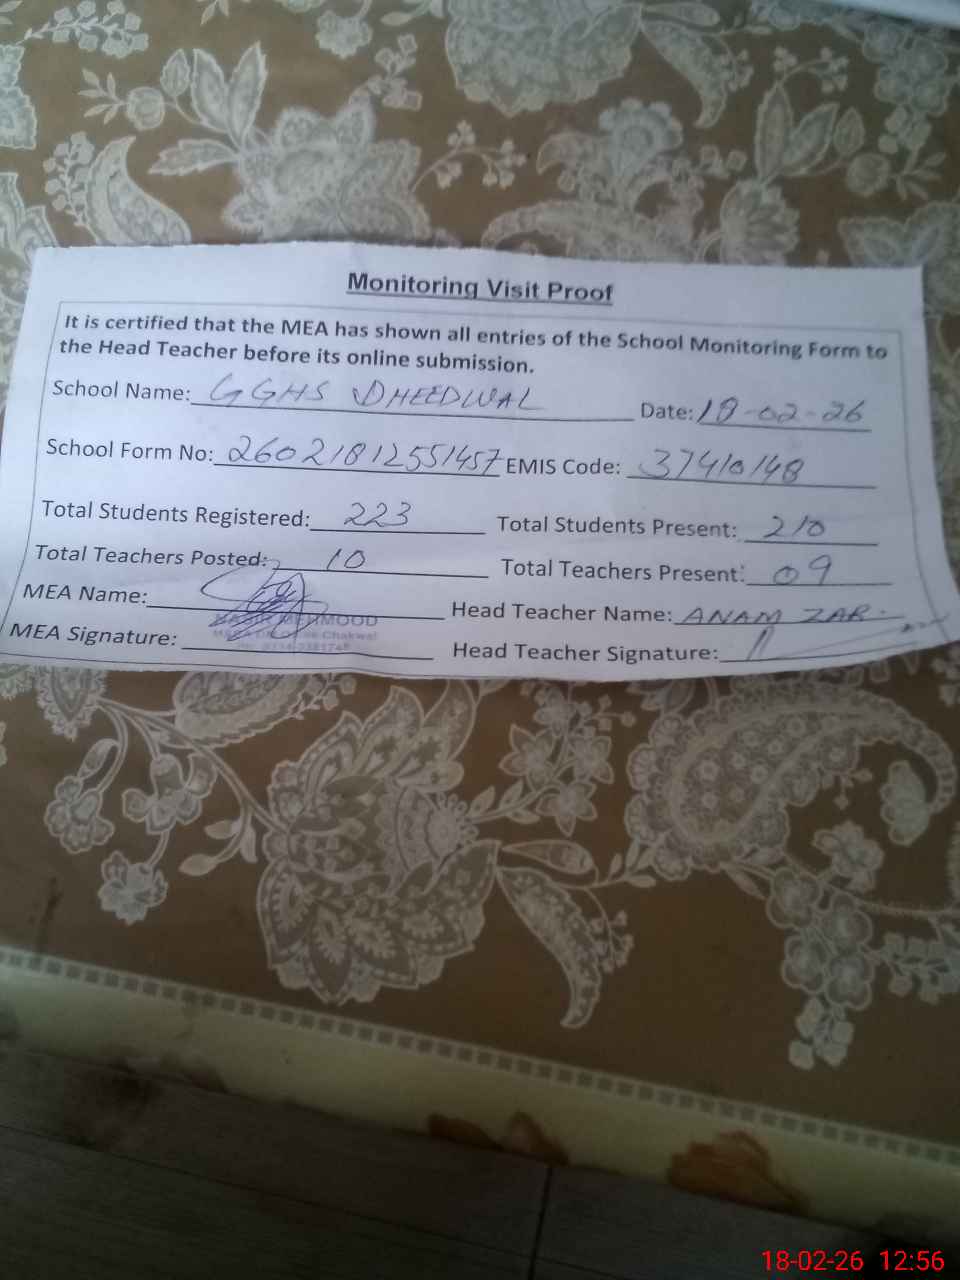 Monitoring Visit Proof
It is certified that the MEA has shown all entries of the School Monitoring Form to
the Head Teacher before its online submission.
School Name: GGHS DHEEDWAL Date: 18-02-26
School Form No: 26021812551457 EMIS Code: 37410148
Total Students Registered: 223 Total Students Present: 210
Total Teachers Posted: 10 Total Teachers Present: 09
MEA Name: Head Teacher Name: ANAM ZAR.
MEHMOOD
Chakwal
MEA Signature: Head Teacher Signature:
18-02-26 12:56